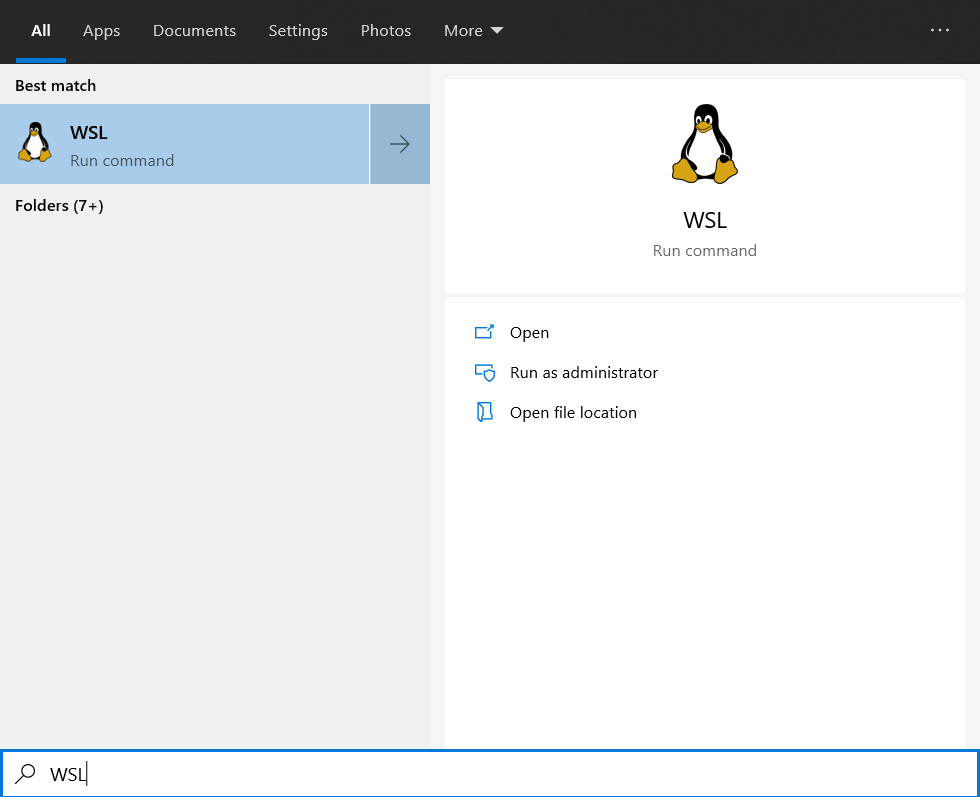 All Apps Documents Settings Photos More ...
Best match
WSL
Run command
Folders (7+)
WSL
Run command
Open
Run as administrator
Open file location
WSL